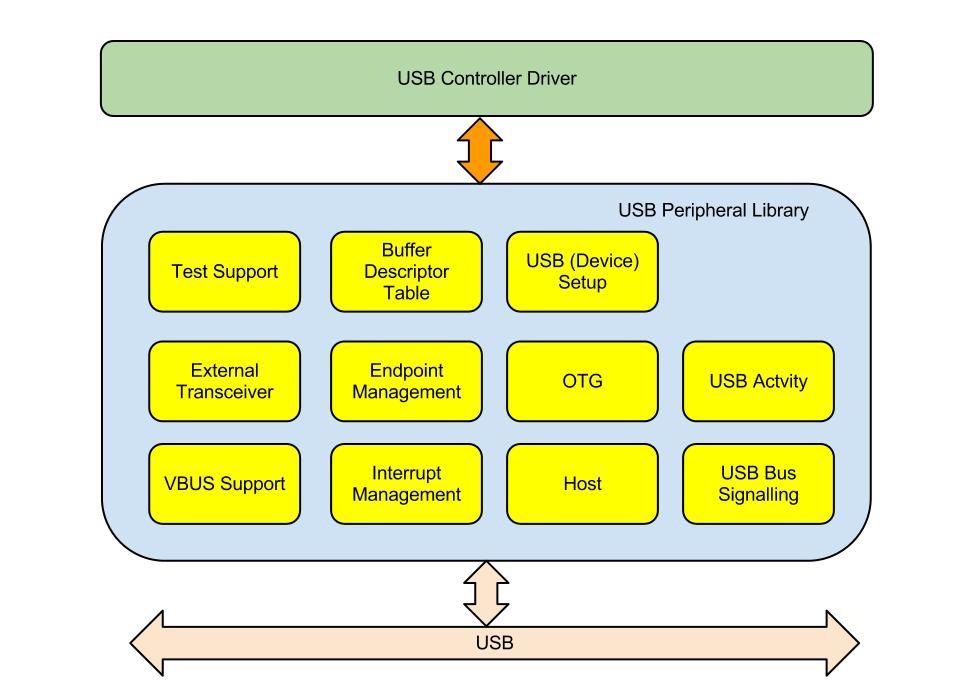 USB Controller Driver
USB Peripheral Library
Test Support
Buffer
Descriptor
Table
USB (Device)
Setup
External
Transceiver
Endpoint
Management
OTG
USB Actvity
VBUS Support
Interrupt
Management
Host
USB Bus
Signalling
USB